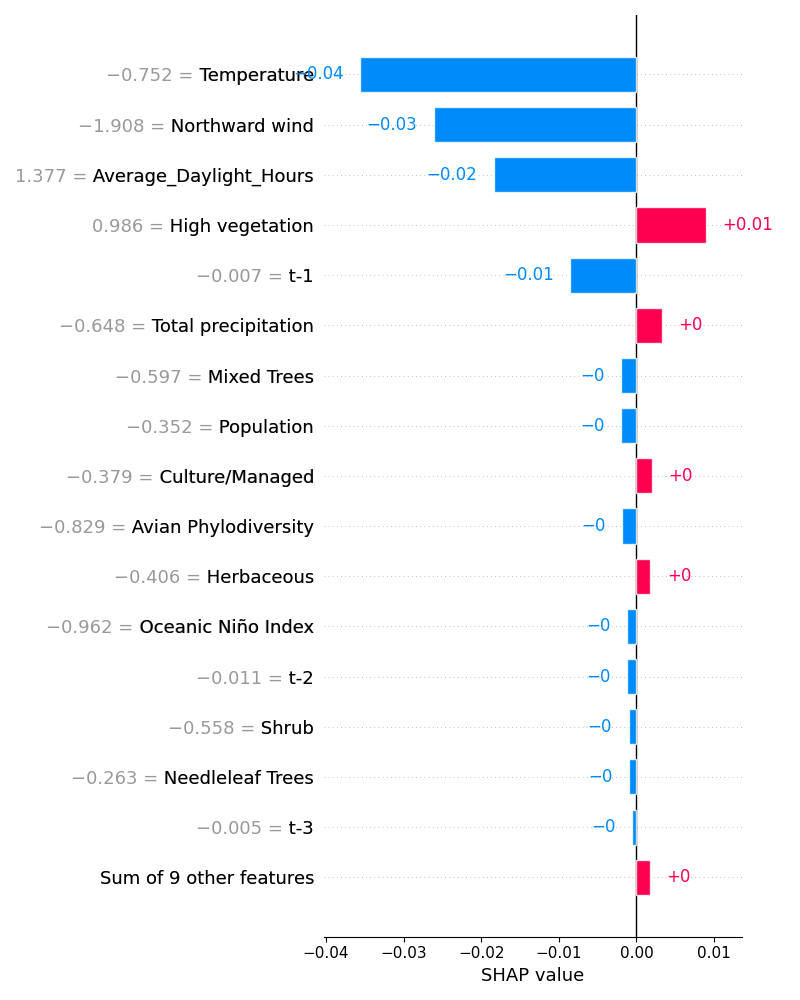 −0.752 = Temperature −0.04
−1.908 = Northward wind −0.03
1.377 = Average_Daylight_Hours −0.02
0.986 = High vegetation +0.01
−0.007 = t-1 −0.01
−0.648 = Total precipitation +0
−0.597 = Mixed Trees −0
−0.352 = Population −0
−0.379 = Culture/Managed +0
−0.829 = Avian Phylodiversity −0
−0.406 = Herbaceous +0
−0.962 = Oceanic Niño Index −0
−0.011 = t-2 −0
−0.558 = Shrub −0
−0.263 = Needleleaf Trees −0
−0.005 = t-3 −0
Sum of 9 other features +0
−0.04 −0.03 −0.02 −0.01 0.00 0.01
SHAP value